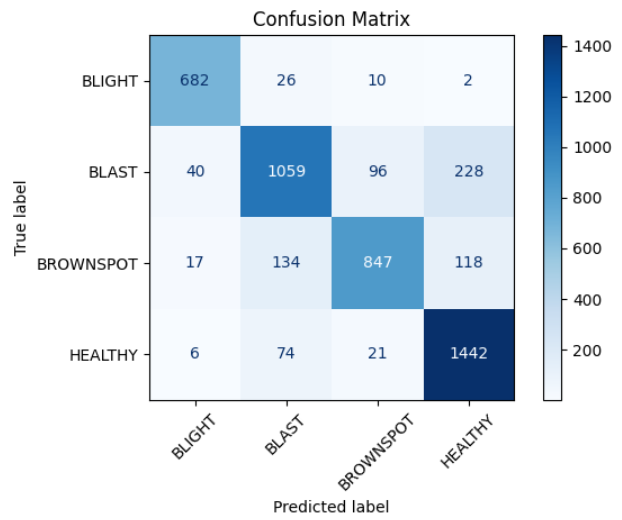 Confusion Matrix
True label
BLIGHT 682 26 10 2
BLAST 40 1059 96 228
BROWNSPOT 17 134 847 118
HEALTHY 6 74 21 1442
BLIGHT BLAST BROWNSPOT HEALTHY
Predicted label
1400
1200
1000
800
600
400
200